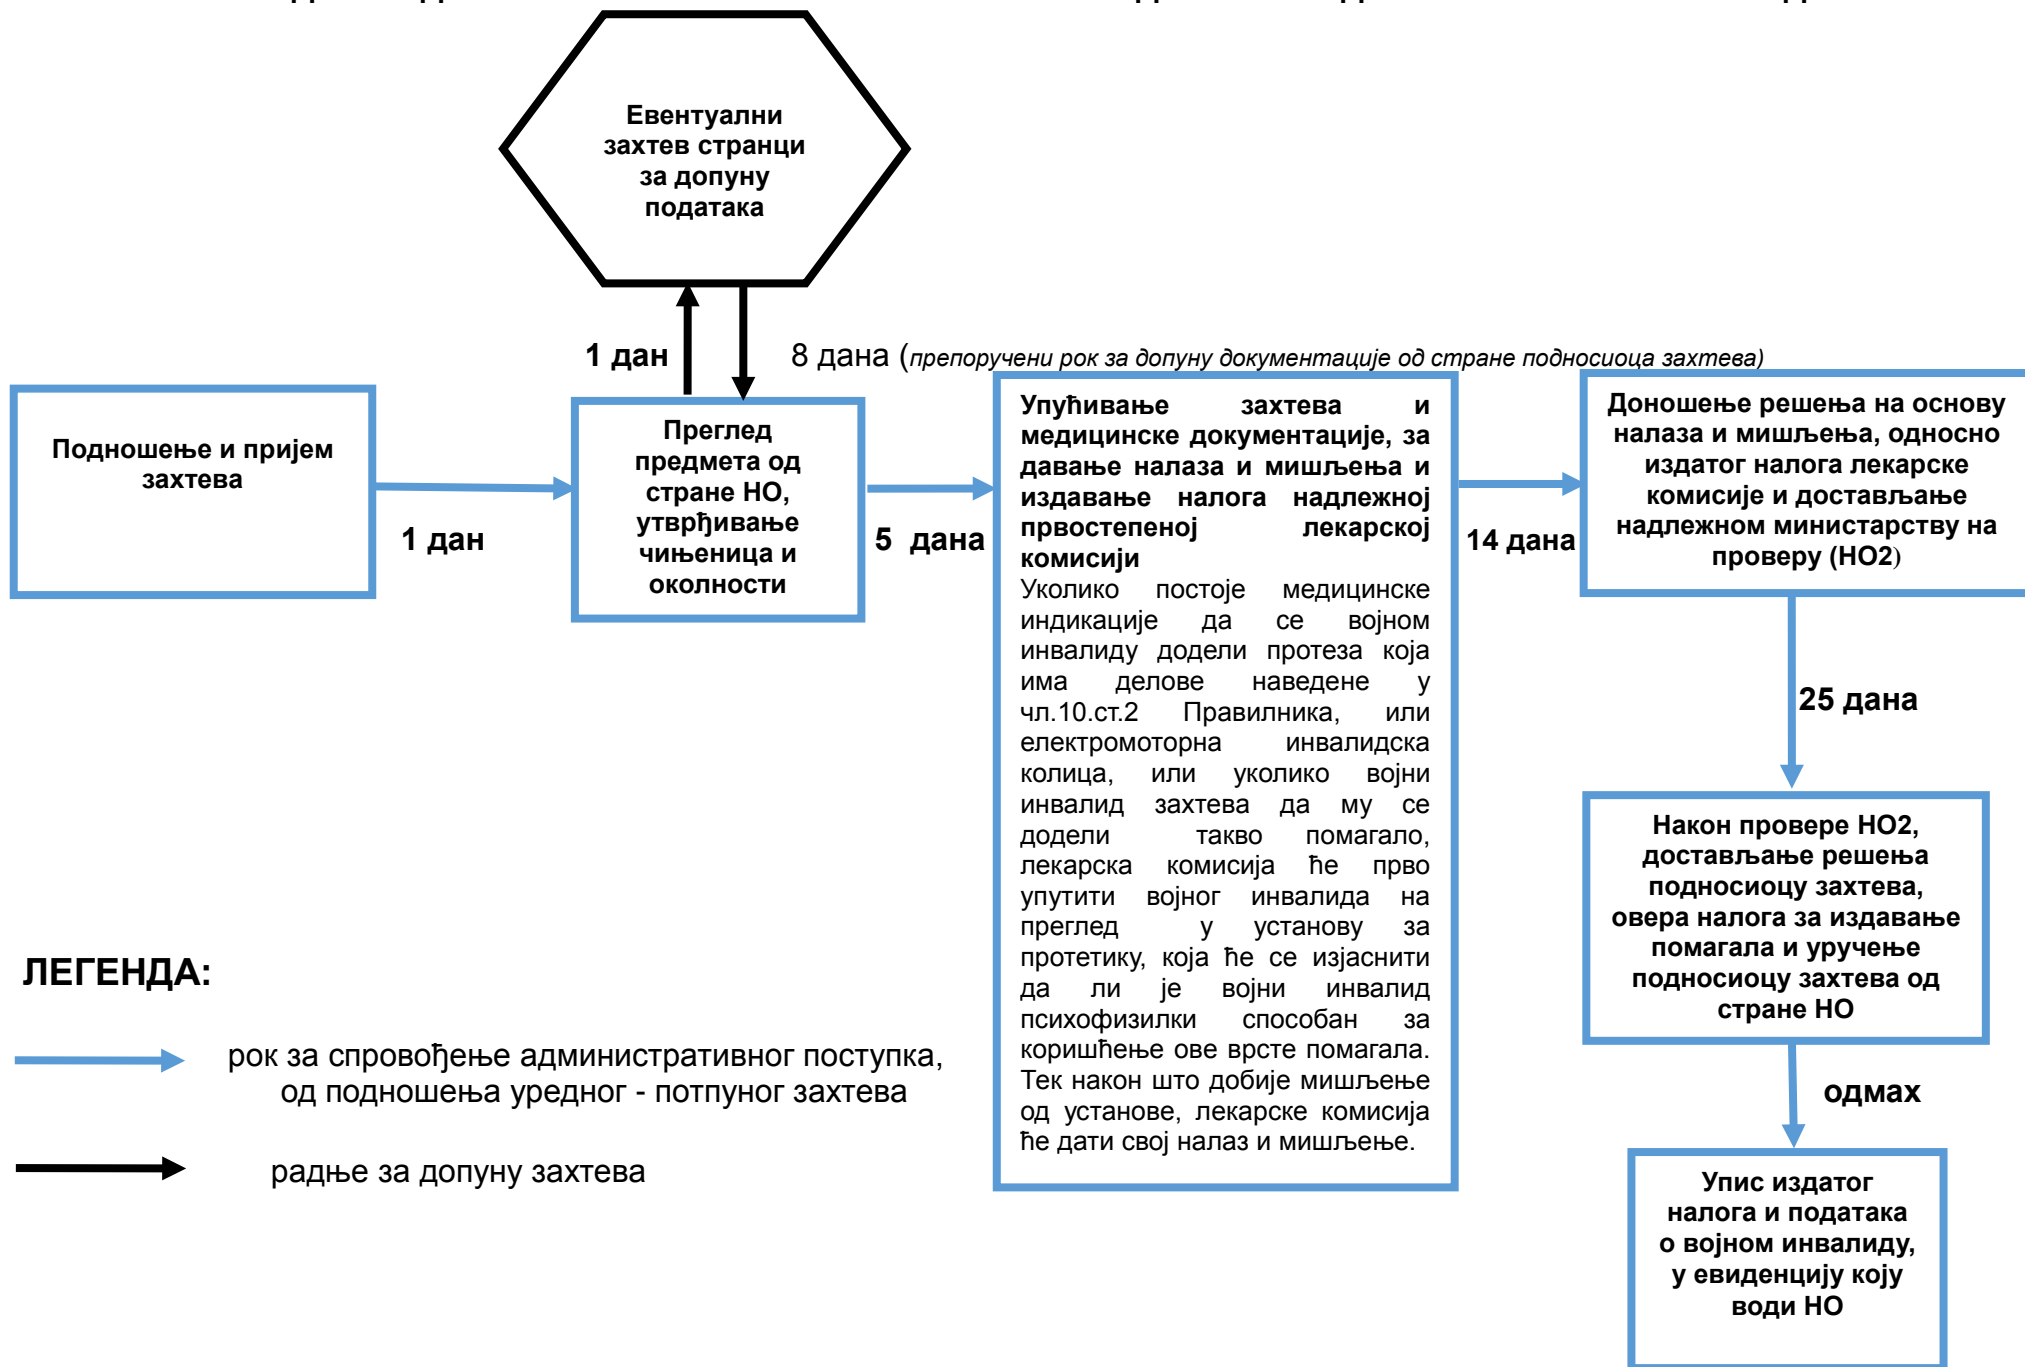 Евентуални
захтев странци
за допуну
података
1 дан
8 дана (препоручени рок за допуну документације од стране подносиоца захтева)
Подношење и пријем
захтева
1 дан
Преглед
предмета од
стране НО,
утврђивање
чињеница и
околности
5 дана
Упућивање захтева и
медицинске документације, за
давање налаза и мишљења и
издавање налога надлежној
првостепеној лекарској
комисији
Уколико постоје медицинске
индикације да се војном
инвалиду додели протеза која
има делове наведене у
чл.10.ст.2 Правилника, или
електромоторна инвалидска
колица, или уколико војни
инвалид захтева да му се
додели такво помагало,
лекарска комисија ће прво
упутити војног инвалида на
преглед у установу за
протетику, која ће се изјаснити
да ли је војни инвалид
психофизилки способан за
коришћење ове врсте помагала.
Тек након што добије мишљење
од установе, лекарске комисија
ће дати свој налаз и мишљење.
14 дана
Доношење решења на основу
налаза и мишљења, односно
издатог налога лекарске
комисије и достављање
надлежном министарству на
проверу (НО2)
25 дана
Након провере НО2,
достављање решења
подносиоцу захтева,
овера налога за издавање
помагала и уручење
подносиоцу захтева од
стране НО
одмах
Упис издатог
налога и података
о војном инвалиду,
у евиденцију коју
води НО
ЛЕГЕНДА:
рок за спровођење административног поступка,
од подношења уредног - потпуног захтева
радње за допуну захтева